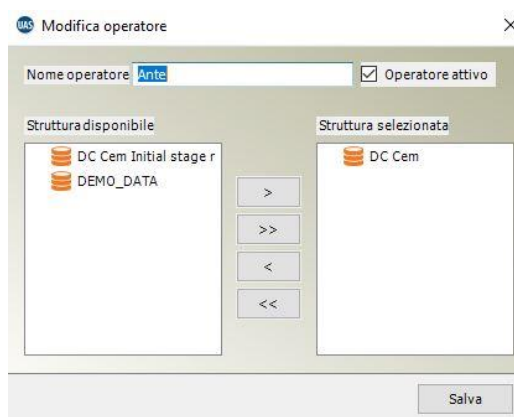 UAS Modifica operatore
Nome operatore Ante Operatore attivo
Struttura disponibile Struttura selezionata
DC Cem Initial stage r DC Cem
DEMO_DATA
>
>>
<
<<
Salva